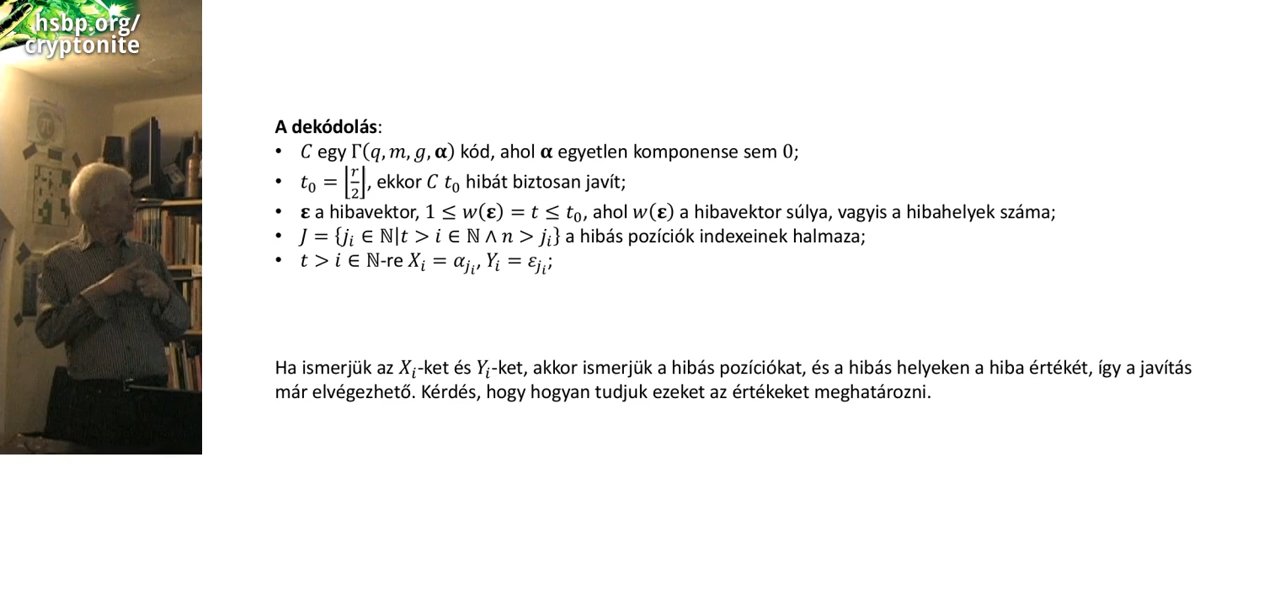 hsbp.org/
cryptonite
A dekódolás:
• C egy Γ(q, m, g, α) kód, ahol α egyetlen komponense sem 0;
• t₀ = ⌊r/2⌋, ekkor C t₀ hibát biztosan javít;
• ε a hibavektor, 1 ≤ w(ε) = t ≤ t₀, ahol w(ε) a hibavektor súlya, vagyis a hibahelyek száma;
• J = {jᵢ ∈ ℕ|t > i ∈ ℕ ∧ n > jᵢ} a hibás pozíciók indexeinek halmaza;
• t > i ∈ ℕ-re Xᵢ = α_{jᵢ}, Yᵢ = ε_{jᵢ};
Ha ismerjük az Xᵢ-ket és Yᵢ-ket, akkor ismerjük a hibás pozíciókat, és a hibás helyeken a hiba értékét, így a javítás
már elvégezhető. Kérdés, hogy hogyan tudjuk ezeket az értékeket meghatározni.